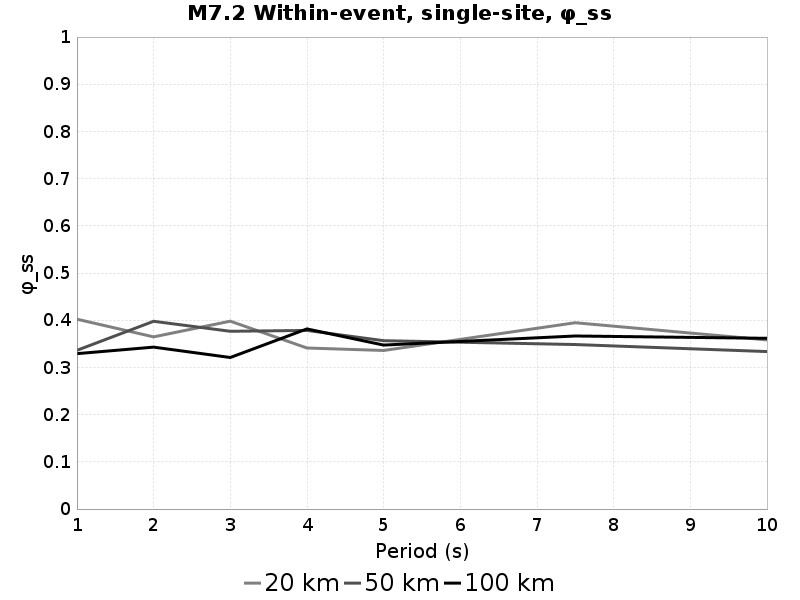 M7.2 Within-event, single-site, φ_ss
1
0.9
0.8
0.7
0.6
0.5
0.4
0.3
0.2
0.1
0
φ_ss
1 2 3 4 5 6 7 8 9 10
Period (s)
20 km 50 km 100 km